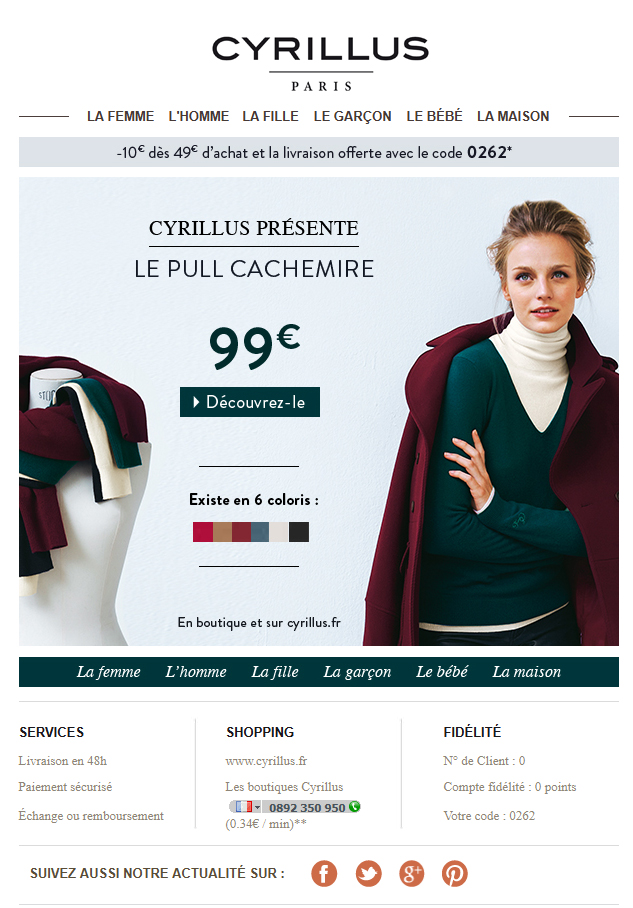 CYRILLUS
PARIS
LA FEMME L'HOMME LA FILLE LE GARÇON LE BÉBÉ LA MAISON
-10€ dès 49€ d'achat et la livraison offerte avec le code 0262*
CYRILLUS PRÉSENTE
LE PULL CACHEMIRE
99€
Découvrez-le
Existe en 6 coloris :
En boutique et sur cyrillus.fr
La femme L'homme La fille La garçon Le bébé La maison
SERVICES
Livraison en 48h
Paiement sécurisé
Échange ou remboursement
SHOPPING
www.cyrillus.fr
Les boutiques Cyrillus
0892 350 950
(0.34€ / min)**
FIDÉLITÉ
N° de Client : 0
Compte fidélité : 0 points
Votre code : 0262
SUIVEZ AUSSI NOTRE ACTUALITÉ SUR :